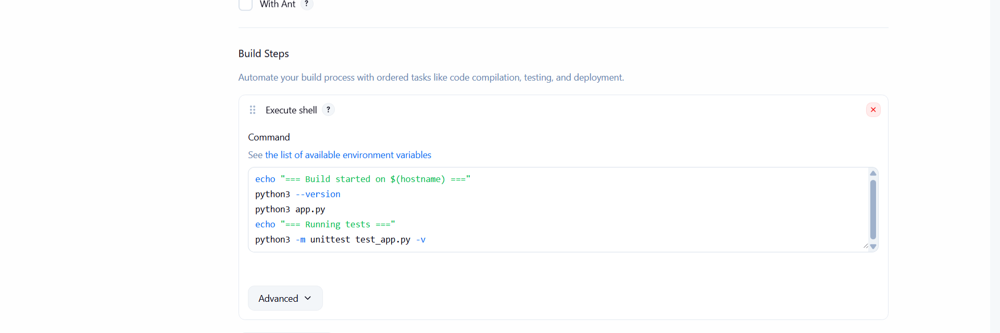 With Ant ?
Build Steps
Automate your build process with ordered tasks like code compilation, testing, and deployment.
Execute shell ?
Command
See the list of available environment variables
echo "=== Build started on $(hostname) ==="
python3 --version
python3 app.py
echo "=== Running tests ==="
python3 -m unittest test_app.py -v
Advanced